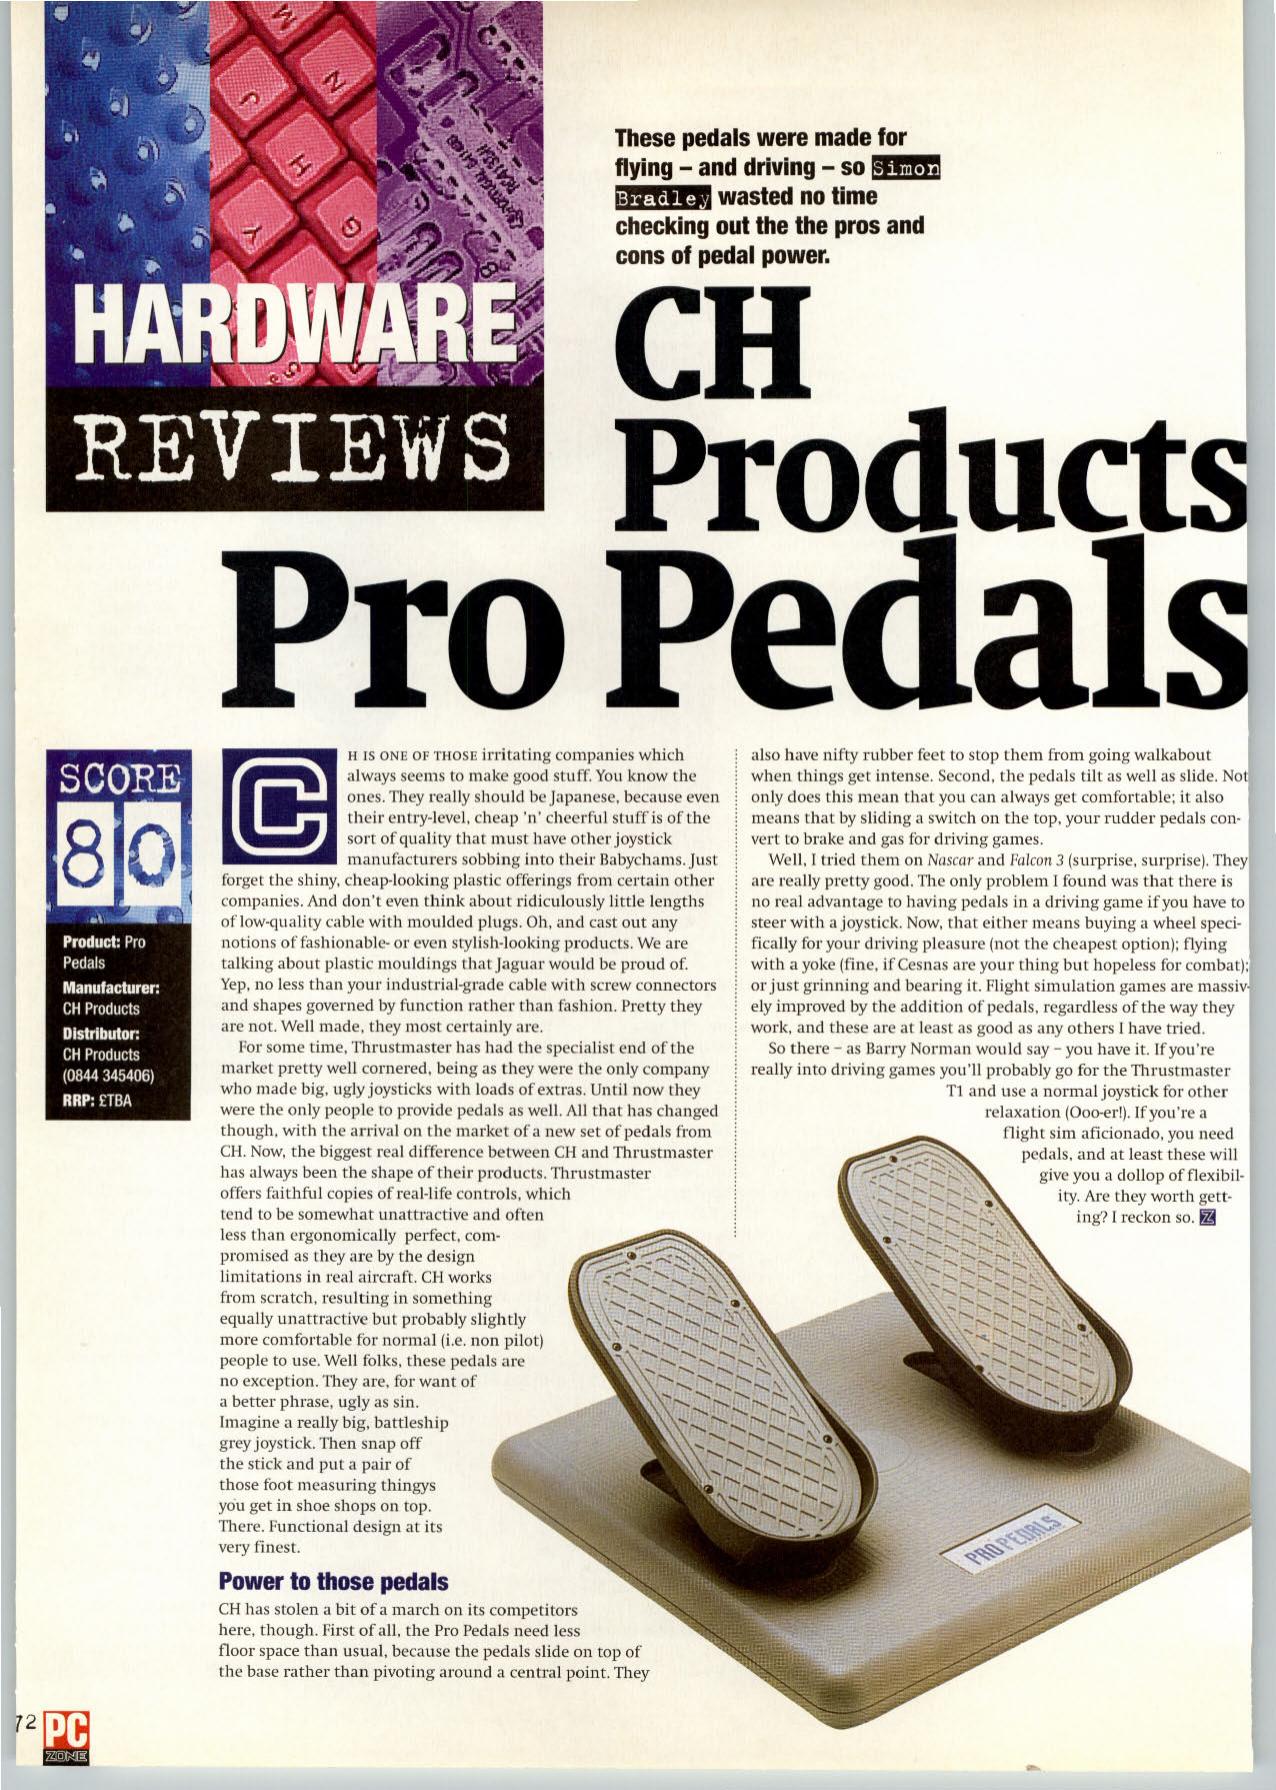 These pedals were made for
flying – and driving – so Simon
Bradley wasted no time
checking out the the pros and
cons of pedal power.
HARDWARE
REVIEWS
CH
Products
Pro Pedals
SCORE
80
Product: Pro
Pedals
Manufacturer:
CH Products
Distributor:
CH Products
(0844 345406)
RRP: £TBA
CH IS ONE OF THOSE irritating companies which
always seems to make good stuff. You know the
ones. They really should be Japanese, because even
their entry-level, cheap 'n' cheerful stuff is of the
sort of quality that must have other joystick
manufacturers sobbing into their Babychams. Just
forget the shiny, cheap-looking plastic offerings from certain other
companies. And don't even think about ridiculously little lengths
of low-quality cable with moulded plugs. Oh, and cast out any
notions of fashionable- or even stylish-looking products. We are
talking about plastic mouldings that Jaguar would be proud of.
Yep, no less than your industrial-grade cable with screw connectors
and shapes governed by function rather than fashion. Pretty they
are not. Well made, they most certainly are.
For some time, Thrustmaster has had the specialist end of the
market pretty well cornered, being as they were the only company
who made big, ugly joysticks with loads of extras. Until now they
were the only people to provide pedals as well. All that has changed
though, with the arrival on the market of a new set of pedals from
CH. Now, the biggest real difference between CH and Thrustmaster
has always been the shape of their products. Thrustmaster
offers faithful copies of real-life controls, which
tend to be somewhat unattractive and often
less than ergonomically perfect, com-
promised as they are by the design
limitations in real aircraft. CH works
from scratch, resulting in something
equally unattractive but probably slightly
more comfortable for normal (i.e. non pilot)
people to use. Well folks, these pedals are
no exception. They are, for want of
a better phrase, ugly as sin.
Imagine a really big, battleship
grey joystick. Then snap off
the stick and put a pair of
those foot measuring thingys
you get in shoe shops on top.
There. Functional design at its
very finest.
Power to those pedals
CH has stolen a bit of a march on its competitors
here, though. First of all, the Pro Pedals need less
floor space than usual, because the pedals slide on top of
the base rather than pivoting around a central point. They
also have nifty rubber feet to stop them from going walkabout
when things get intense. Second, the pedals tilt as well as slide. Not
only does this mean that you can always get comfortable; it also
means that by sliding a switch on the top, your rudder pedals con-
vert to brake and gas for driving games.
Well, I tried them on Nascar and Falcon 3 (surprise, surprise). They
are really pretty good. The only problem I found was that there is
no real advantage to having pedals in a driving game if you have to
steer with a joystick. Now, that either means buying a wheel speci-
fically for your driving pleasure (not the cheapest option); flying
with a yoke (fine, if Cesnas are your thing but hopeless for combat);
or just grinning and bearing it. Flight simulation games are massiv-
ely improved by the addition of pedals, regardless of the way they
work, and these are at least as good as any others I have tried.
So there – as Barry Norman would say – you have it. If you're
really into driving games you'll probably go for the Thrustmaster
T1 and use a normal joystick for other
relaxation (Ooo-er!). If you're a
flight sim aficionado, you need
pedals, and at least these will
give you a dollop of flexibil-
ity. Are they worth gett-
ing? I reckon so. Z
PRO PEDALS
72
PC
ZONE